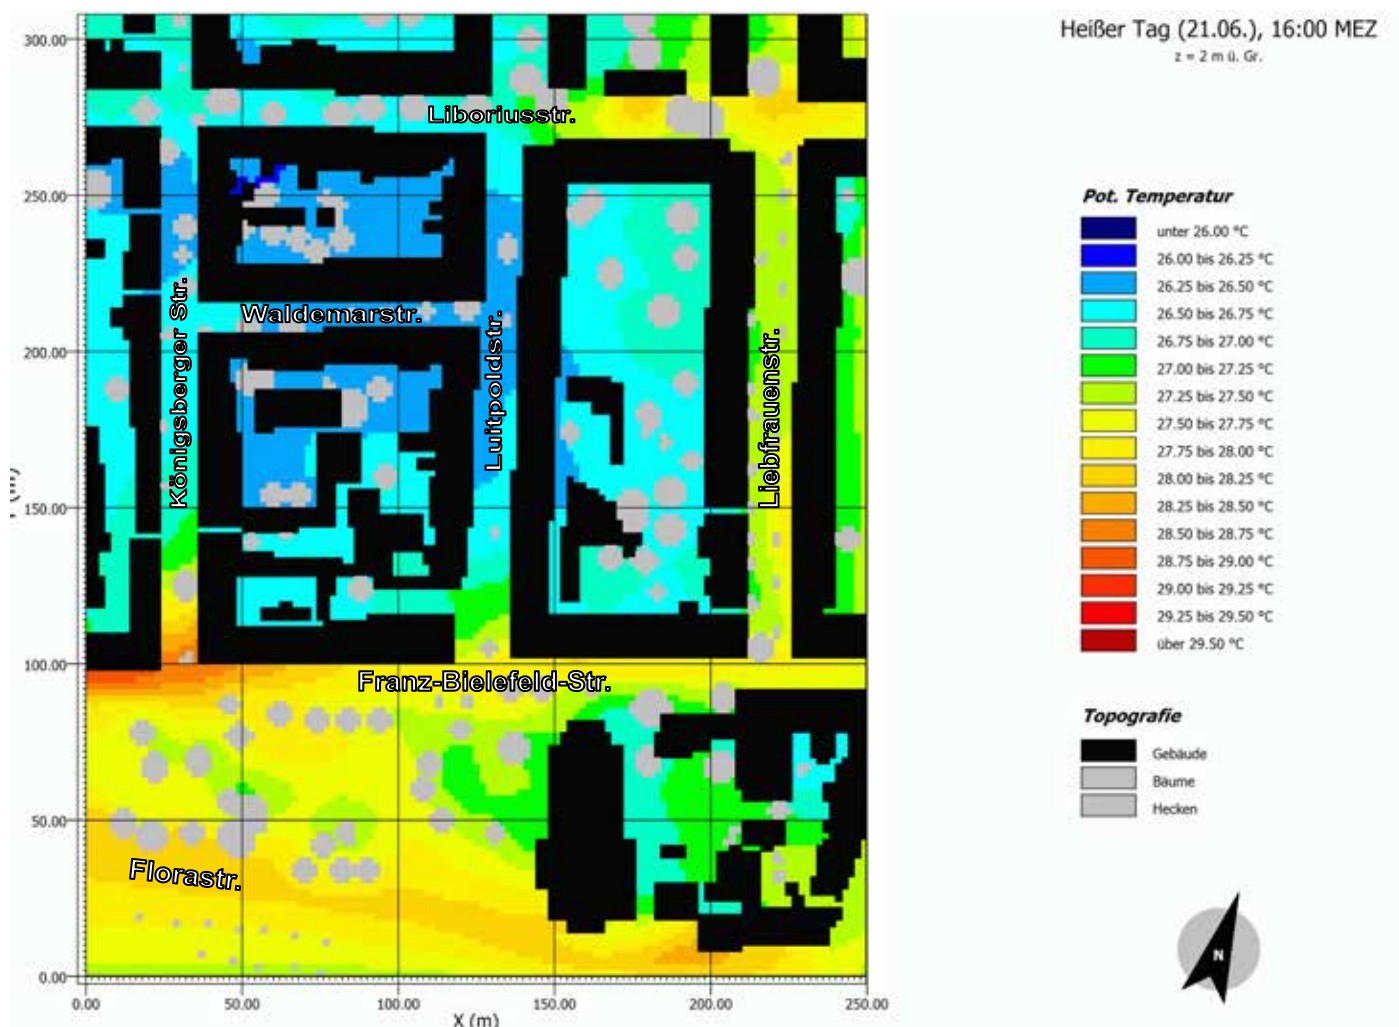 Heißer Tag (21.06.), 16:00 MEZ
z = 2 m ü. Gr.
300.00
250.00
200.00
150.00
100.00
50.00
0.00
0.00 50.00 100.00 150.00 200.00 250.00
X (m)
Liboriusstr.
Waldemarstr.
Königsberger Str.
Luitpoldstr.
Liebfrauenstr.
Franz-Bielefeld-Str.
Florastr.
Pot. Temperatur
unter 26.00 °C
26.00 bis 26.25 °C
26.25 bis 26.50 °C
26.50 bis 26.75 °C
26.75 bis 27.00 °C
27.00 bis 27.25 °C
27.25 bis 27.50 °C
27.50 bis 27.75 °C
27.75 bis 28.00 °C
28.00 bis 28.25 °C
28.25 bis 28.50 °C
28.50 bis 28.75 °C
28.75 bis 29.00 °C
29.00 bis 29.25 °C
29.25 bis 29.50 °C
über 29.50 °C
Topografie
Gebäude
Bäume
Hecken
N